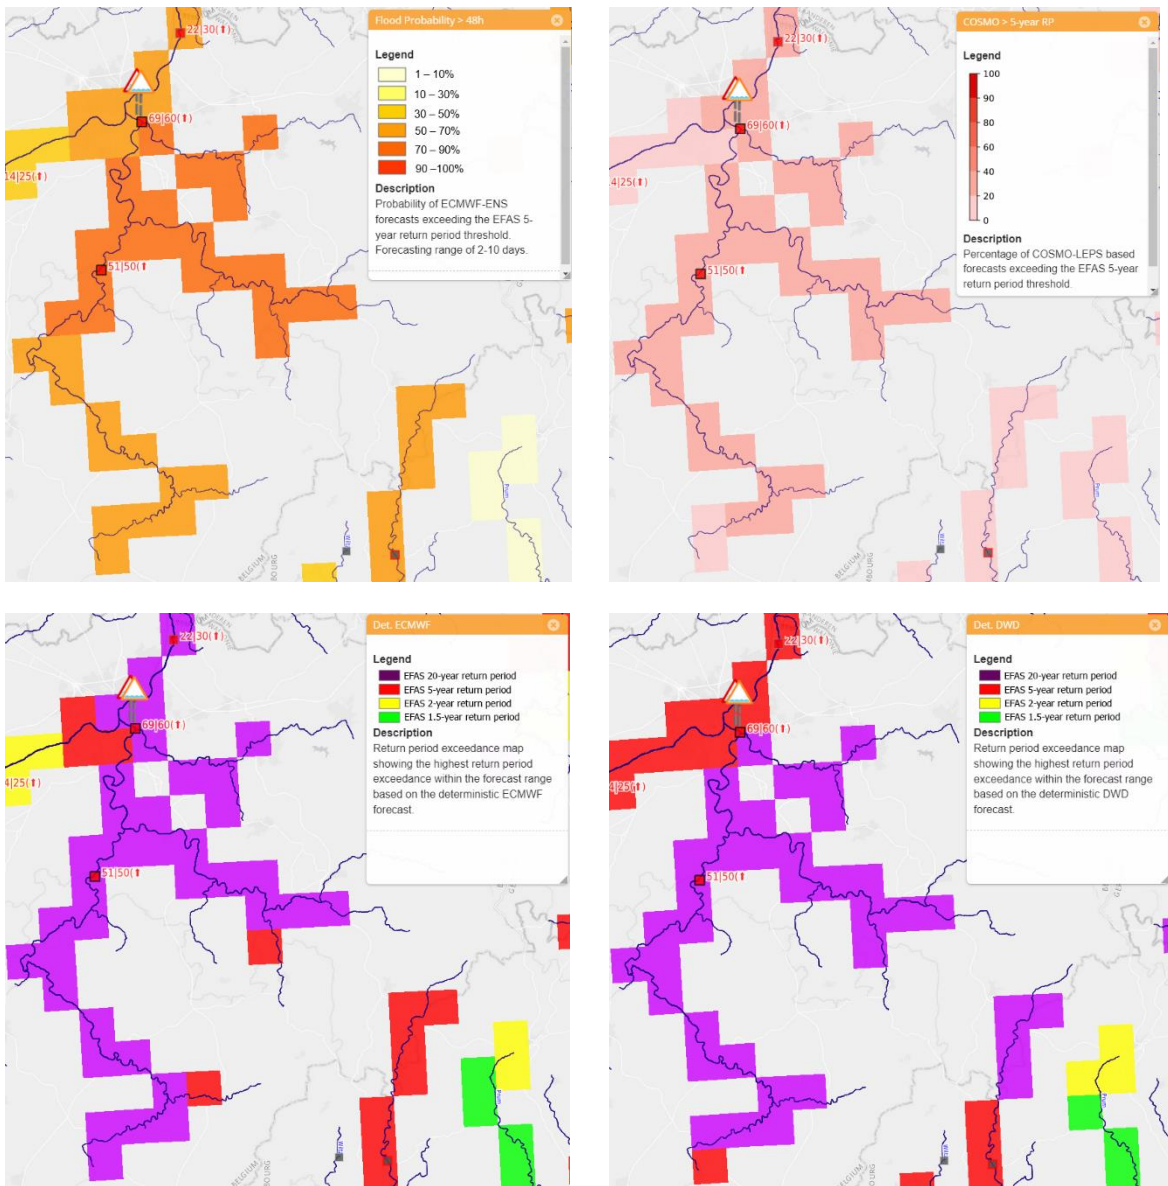 Flood Probability > 48h
Legend
1 – 10%
10 – 30%
30 – 50%
50 – 70%
70 – 90%
90 –100%
Description
Probability of ECMWF-ENS
forecasts exceeding the EFAS 5-
year return period threshold.
Forecasting range of 2-10 days.
22|30(⬆)
69|60(⬆)
14|25(⬆)
51|50(⬆
BELGIUM
COSMO > 5-year RP
Legend
100
90
80
60
40
20
0
Description
Percentage of COSMO-LEPS based
forecasts exceeding the EFAS 5-year
return period threshold.
22|30(⬆)
69|60(⬆)
14|25(⬆)
51|50(⬆
Prum
BELGIUM
Det. ECMWF
Legend
EFAS 20-year return period
EFAS 5-year return period
EFAS 2-year return period
EFAS 1.5-year return period
Description
Return period exceedance map
showing the highest return period
exceedance within the forecast range
based on the deterministic ECMWF
forecast.
22|30(⬆)
69|60(⬆)
4|25(⬆)
51|50(⬆
Prum
BELGIUM
Det. DWD
Legend
EFAS 20-year return period
EFAS 5-year return period
EFAS 2-year return period
EFAS 1.5-year return period
Description
Return period exceedance map
showing the highest return period
exceedance within the forecast range
based on the deterministic DWD
forecast.
22|30(⬆)
69|60(⬆)
4|25(⬆)
51|50(⬆
Prum
BELGIUM